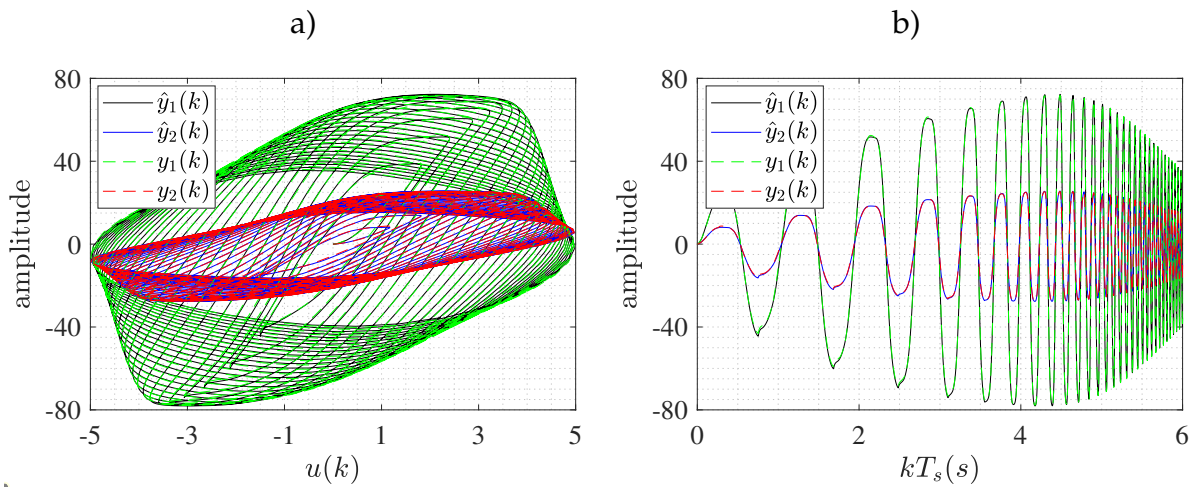 a)
b)
80
40
0
-40
-80
amplitude
ŷ₁(k)
ŷ₂(k)
y₁(k)
y₂(k)
-5 -3 -1 1 3 5
u(k)
80
40
0
-40
-80
amplitude
ŷ₁(k)
ŷ₂(k)
y₁(k)
y₂(k)
0 2 4 6
kTₛ(s)